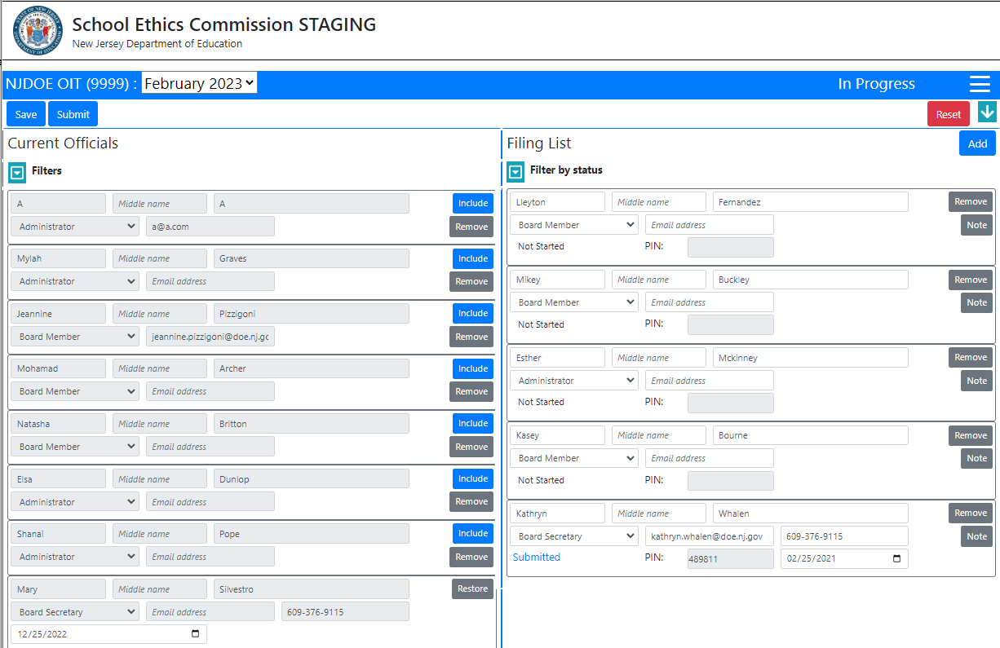 School Ethics Commission STAGING
New Jersey Department of Education
NJDOE OIT (9999) : February 2023 In Progress
Save Submit Reset
Current Officials
Filters
A Middle name A Include
Administrator a@a.com Remove
Mylah Middle name Graves Include
Administrator Email address Remove
Jeannine Middle name Pizzigoni Include
Board Member jeannine.pizzigoni@doe.nj.gc Remove
Mohamad Middle name Archer Include
Board Member Email address Remove
Natasha Middle name Britton Include
Board Member Email address Remove
Elsa Middle name Dunlop Include
Administrator Email address Remove
Shanai Middle name Pope Include
Administrator Email address Remove
Mary Middle name Silvestro Restore
Board Secretary Email address 609-376-9115
12/25/2022
Filing List Add
Filter by status
Lleyton Middle name Fernandez Remove
Board Member Email address Note
Not Started PIN:
Mikey Middle name Buckley Remove
Board Member Email address Note
Not Started PIN:
Esther Middle name Mckinney Remove
Administrator Email address Note
Not Started PIN:
Kasey Middle name Bourne Remove
Board Member Email address Note
Not Started PIN:
Kathryn Middle name Whalen Remove
Board Secretary kathryn.whalen@doe.nj.gov 609-376-9115 Note
Submitted PIN: 489811 02/25/2021